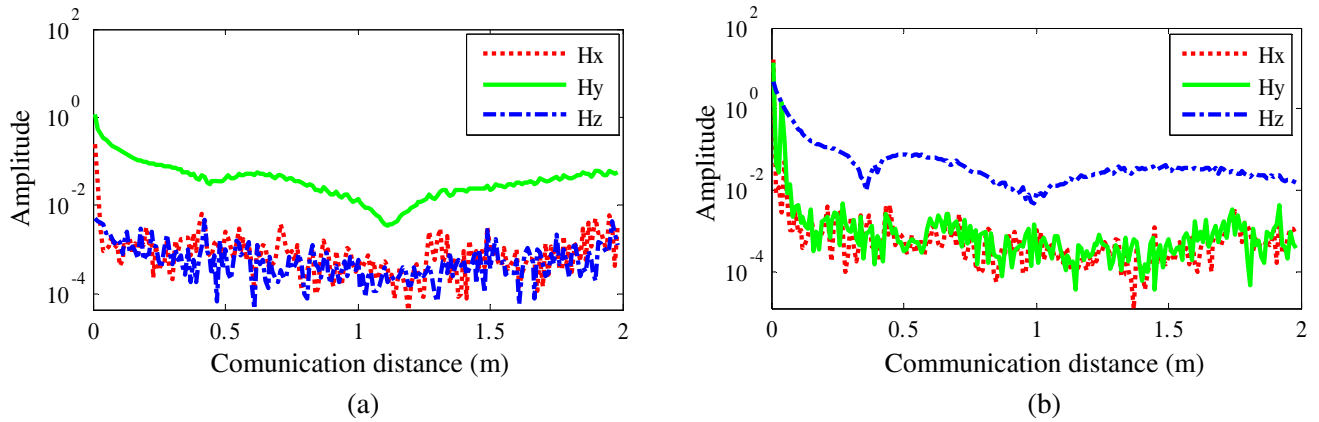 10^2
10^0
10^-2
10^-4
Amplitude
Hx
Hy
Hz
0
0.5
1
1.5
2
Comunication distance (m)
(a)
10^2
10^0
10^-2
10^-4
Amplitude
Hx
Hy
Hz
0
0.5
1
1.5
2
Communication distance (m)
(b)